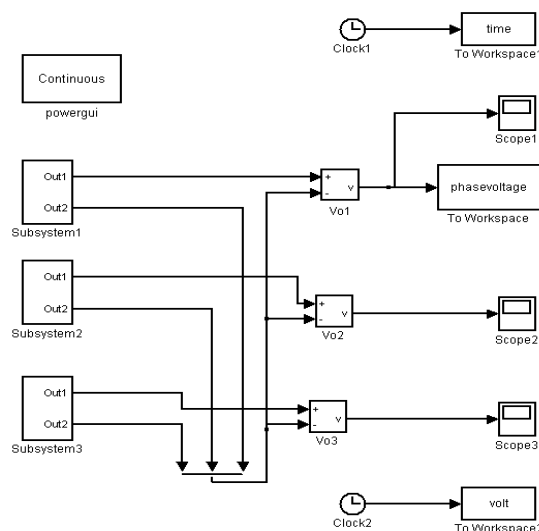 time
Clock1
To Workspace1
Continuous
powergui
Scope1
Out1
+
v
phasevoltage
Out2
-
Subsystem1
Vo1
To Workspace
Out1
+
v
Out2
-
Subsystem2
Vo2
Scope2
Out1
+
v
Out2
-
Subsystem3
Vo3
Scope3
volt
Clock2
To Workspace2